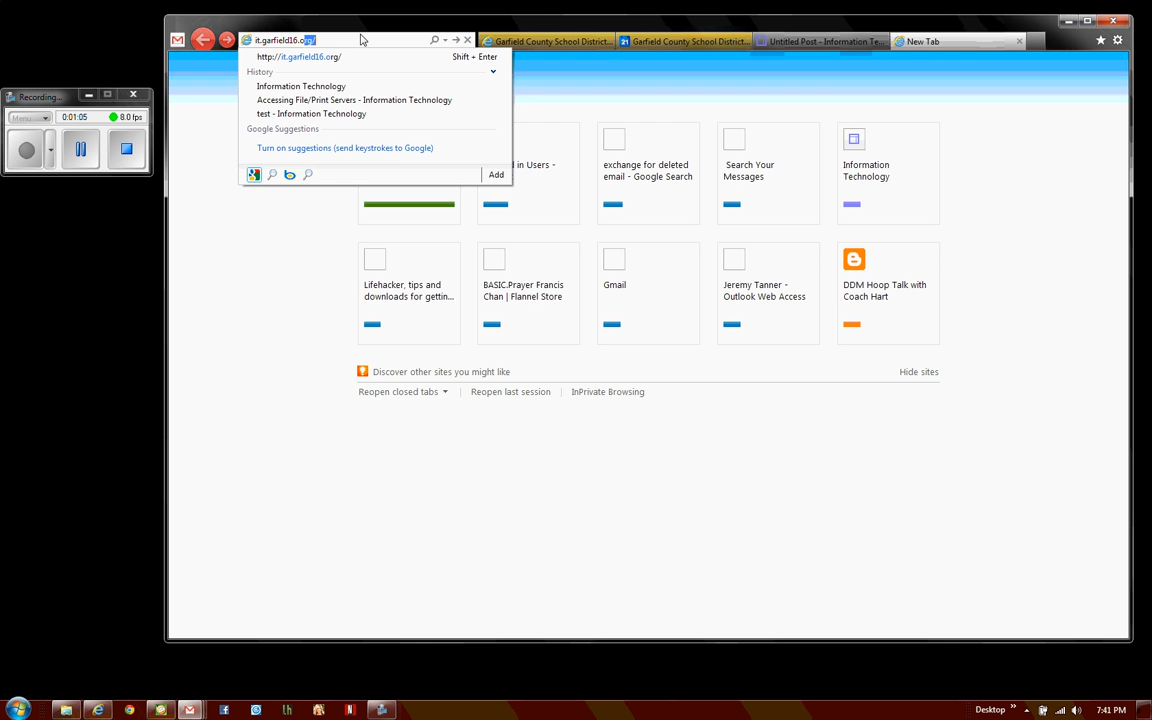 it.garfield16.org/
Garfield County School District...
Garfield County School District...
Untitled Post - Information Te...
New Tab
http://it.garfield16.org/ Shift + Enter
History
Information Technology
Accessing File/Print Servers - Information Technology
test - Information Technology
Google Suggestions
Turn on suggestions (send keystrokes to Google)
Add
Recording...
Menu
0:01:05
8.0 fps
d in Users -
exchange for deleted
email - Google Search
Search Your
Messages
Information
Technology
Lifehacker, tips and
downloads for gettin...
BASIC.Prayer Francis
Chan | Flannel Store
Gmail
Jeremy Tanner -
Outlook Web Access
DDM Hoop Talk with
Coach Hart
Discover other sites you might like
Hide sites
Reopen closed tabs
Reopen last session
InPrivate Browsing
Desktop
7:41 PM